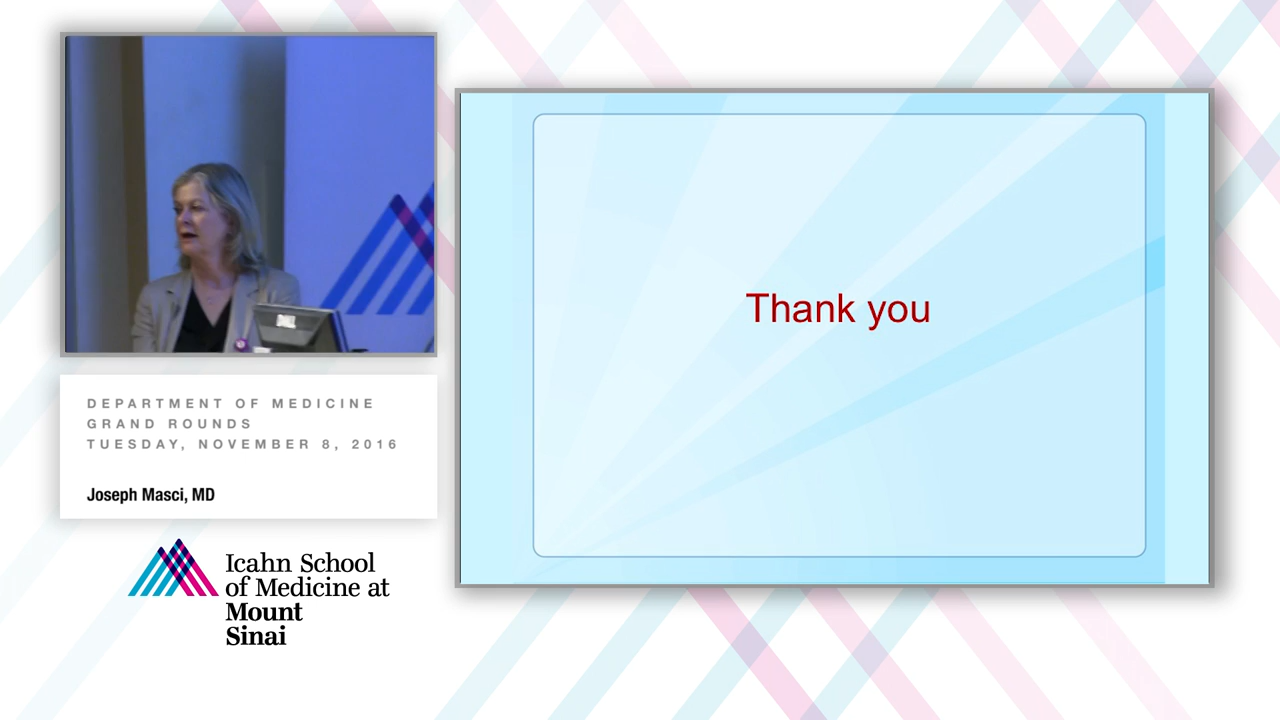 DEPARTMENT OF MEDICINE
GRAND ROUNDS
TUESDAY, NOVEMBER 8, 2016
Joseph Masci, MD
Icahn School
of Medicine at
Mount
Sinai
Thank you